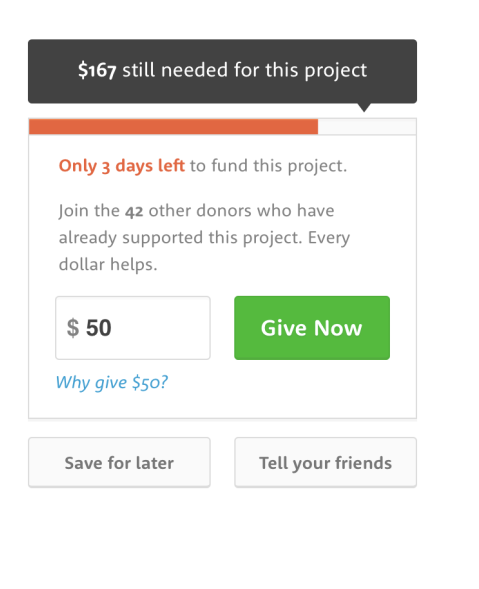 $167 still needed for this project
Only 3 days left to fund this project.
Join the 42 other donors who have
already supported this project. Every
dollar helps.
$ 50
Give Now
Why give $50?
Save for later
Tell your friends